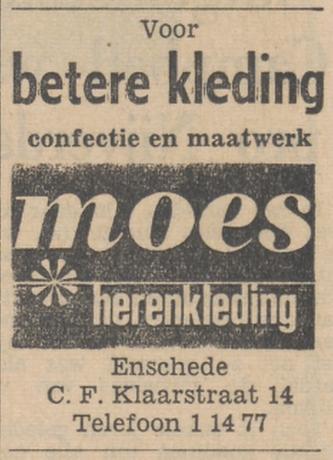 Voor
betere kleding
confectie en maatwerk
moes
herenkleding
Enschede
C. F. Klaarstraat 14
Telefoon 1 14 77